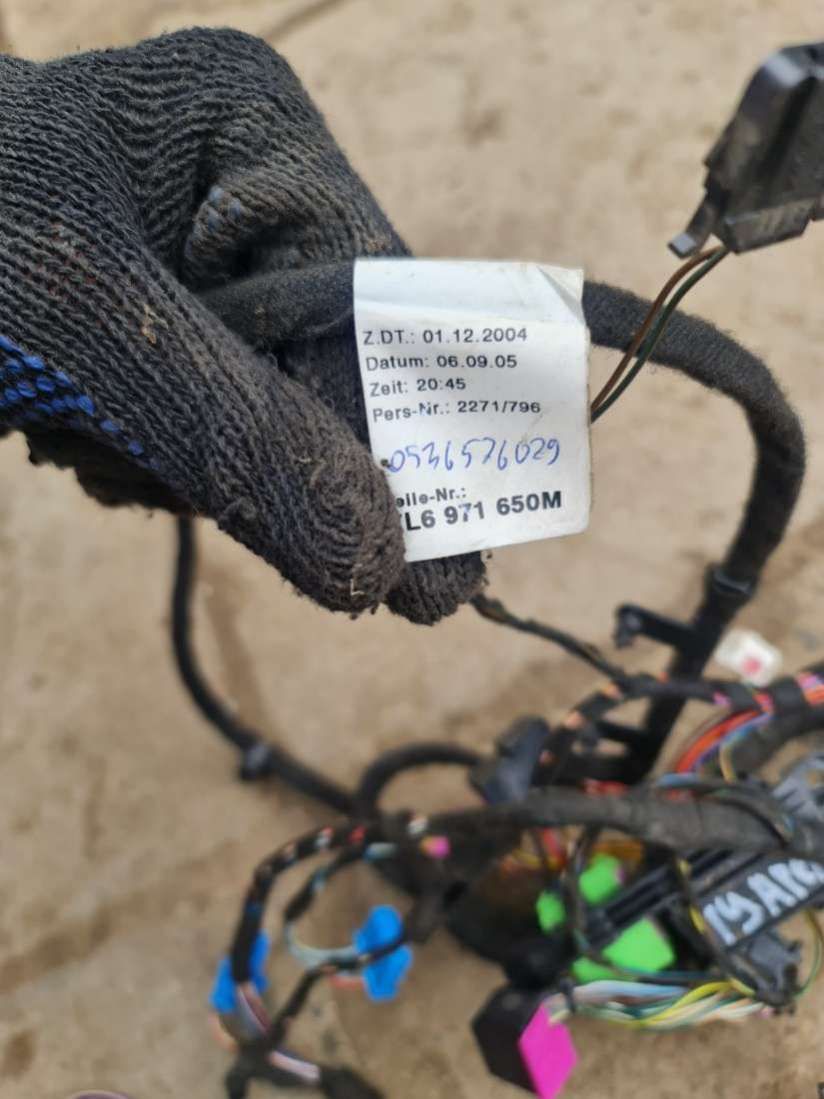 Z.DT.: 01.12.2004
Datum: 06.09.05
Zeit: 20:45
Pers-Nr.: 2271/796
0536576029
eile-Nr.:
L6 971 650M
ТУАРЕ